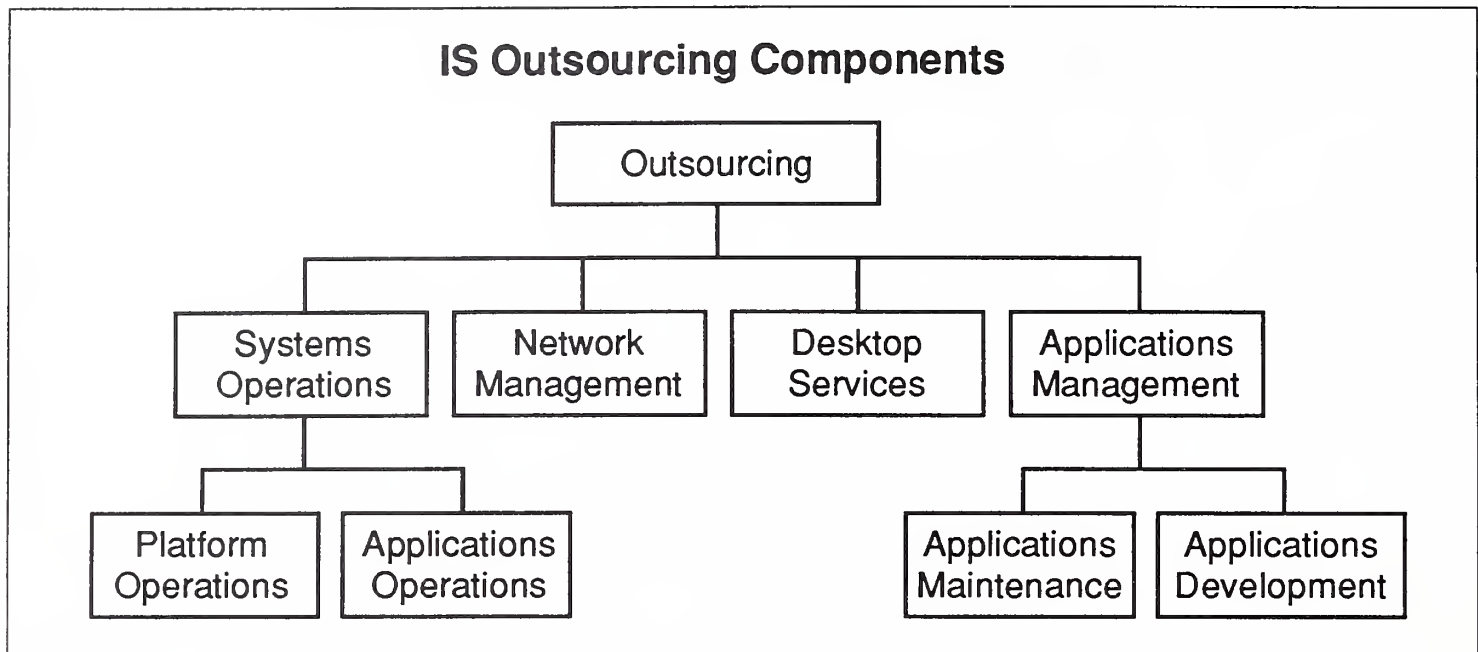 IS Outsourcing Components
Outsourcing
Systems
Operations
Network
Management
Desktop
Services
Applications
Management
Platform
Operations
Applications
Operations
Applications
Maintenance
Applications
Development